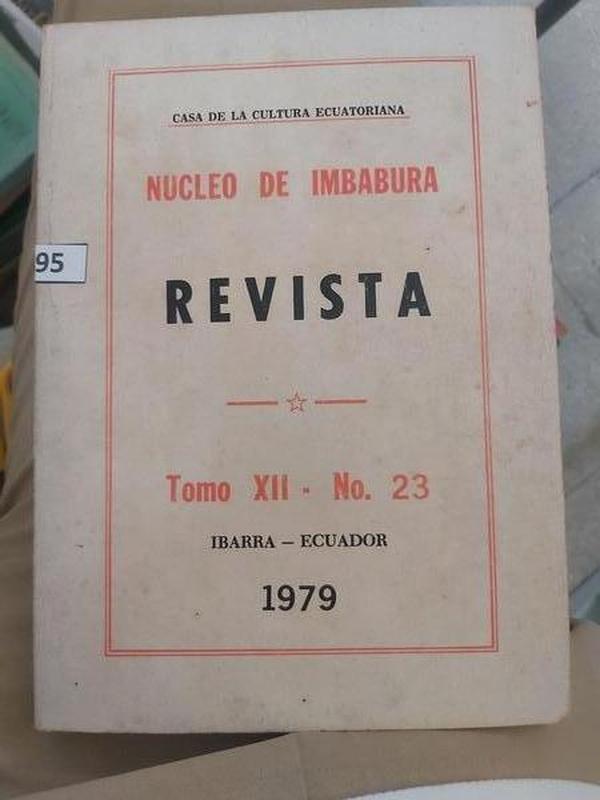 CASA DE LA CULTURA ECUATORIANA
NUCLEO DE IMBABURA
95
REVISTA
Tomo XII - No. 23
IBARRA – ECUADOR
1979